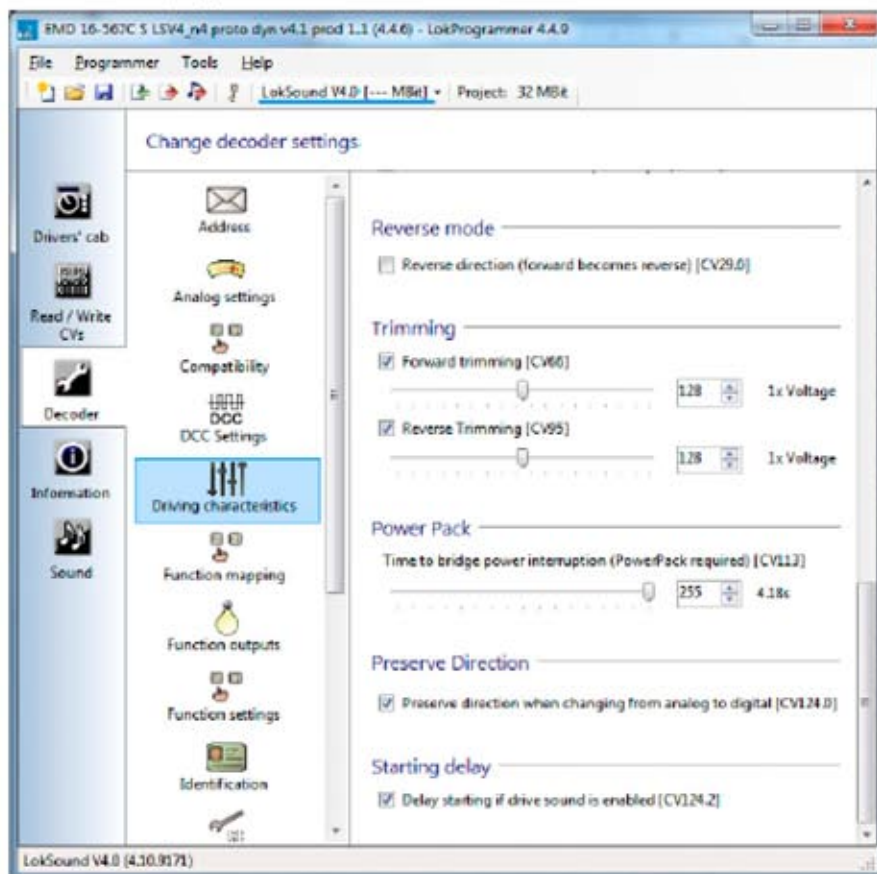 EMD 16-567C S LSV4_n4 proto dyn v4.1 prod 1..1 (4.4.6) - LokProgrammer 4.4.9
File Programmer Tools Help
LokSound V4.0 [--- MBit] Project: 32 MBit
Change decoder settings
Drivers' cab
Read / Write CVs
Decoder
Information
Sound
Address
Analog settings
Compatibility
DCC
DCC Settings
Driving characteristics
Function mapping
Function outputs
Function settings
Identification
Reverse mode
Reverse direction (forward becomes reverse) [CV29.0]
Trimming
Forward trimming [CV66]
128 1x Voltage
Reverse Trimming [CV95]
128 1x Voltage
Power Pack
Time to bridge power interruption (PowerPack required) [CV113]
255 4.18s
Preserve Direction
Preserve direction when changing from analog to digital [CV124.0]
Starting delay
Delay starting if drive sound is enabled [CV124.2]
LokSound V4.0 (4.10.9171)